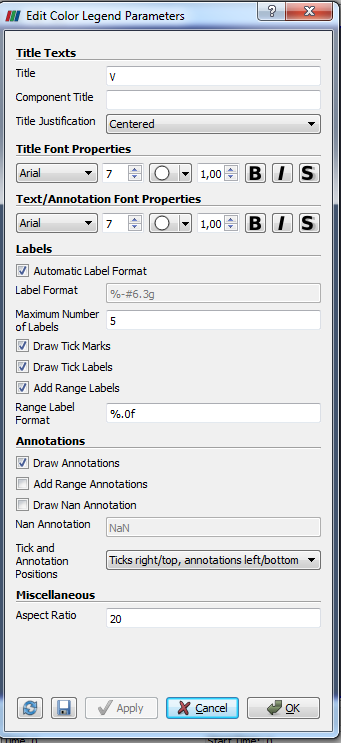 Edit Color Legend Parameters
Title Texts
Title V
Component Title
Title Justification Centered
Title Font Properties
Arial 7 1,00 B I S
Text/Annotation Font Properties
Arial 7 1,00 B I S
Labels
Automatic Label Format
Label Format %-#6.3g
Maximum Number
of Labels 5
Draw Tick Marks
Draw Tick Labels
Add Range Labels
Range Label
Format %.0f
Annotations
Draw Annotations
Add Range Annotations
Draw Nan Annotation
Nan Annotation NaN
Tick and
Annotation
Positions Ticks right/top, annotations left/bottom
Miscellaneous
Aspect Ratio 20
Apply Cancel OK